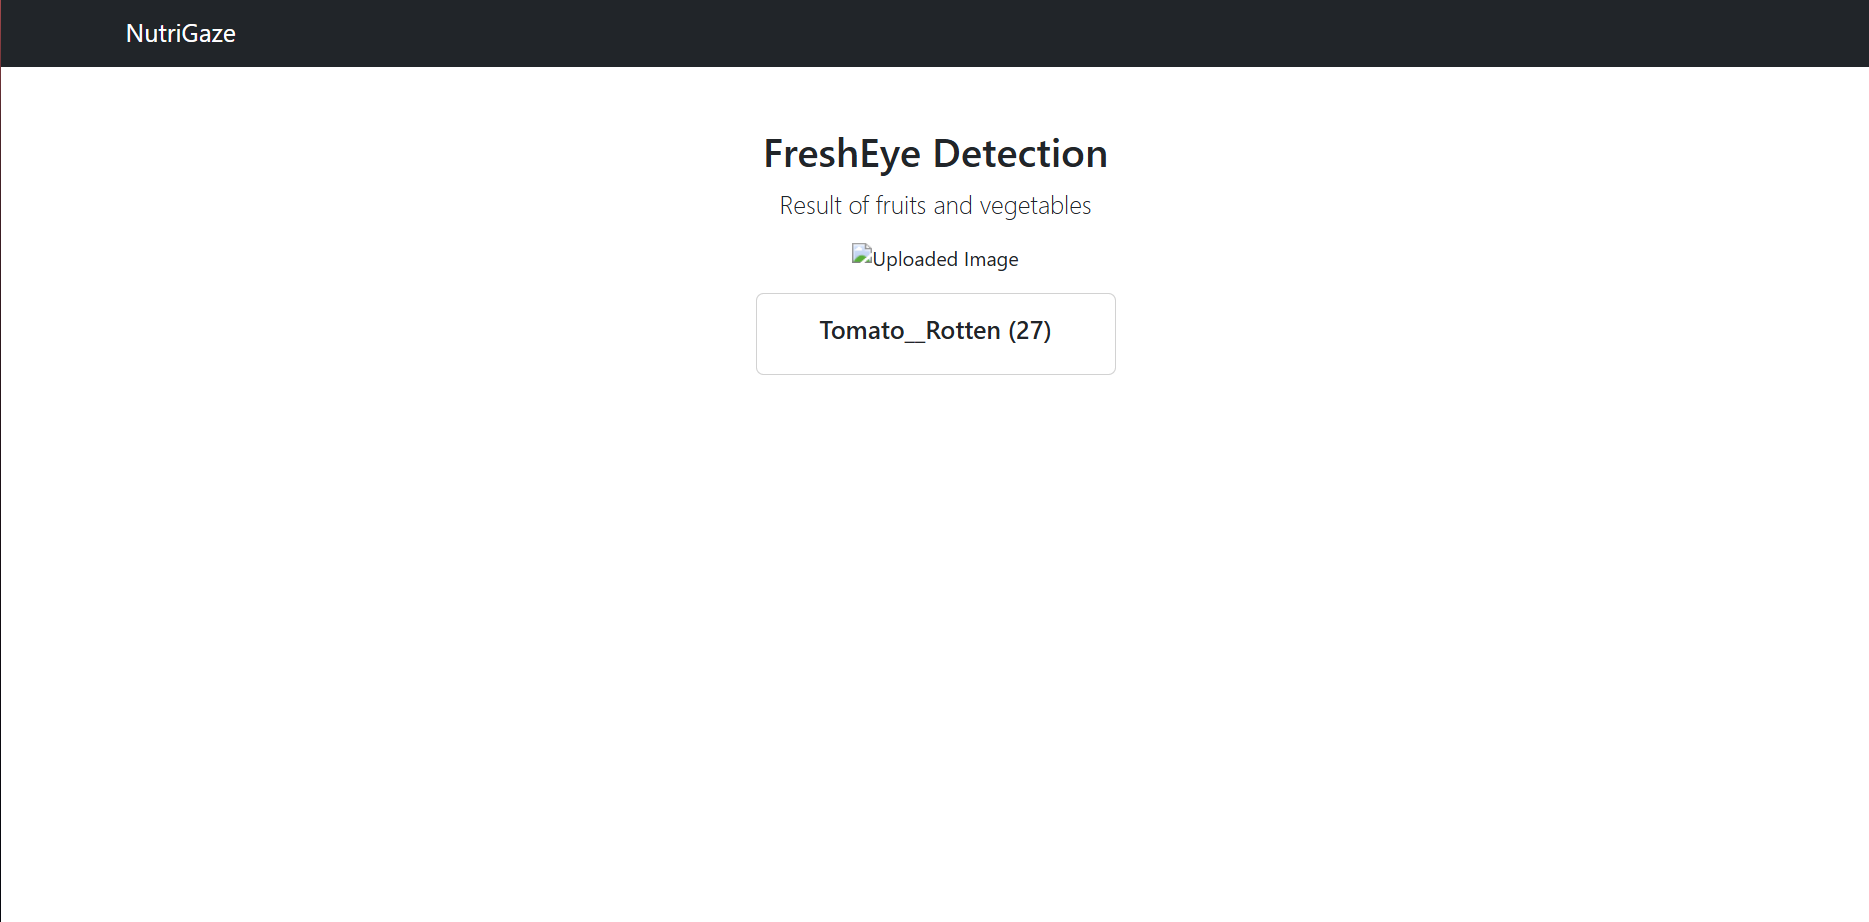 NutriGaze
FreshEye Detection
Result of fruits and vegetables
Uploaded Image
Tomato__Rotten (27)